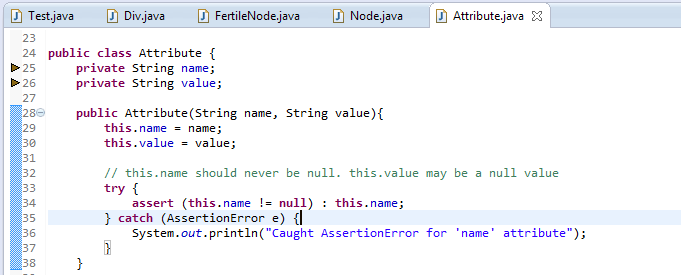 Test.java Div.java FertileNode.java Node.java Attribute.java
23
24 public class Attribute {
25     private String name;
26     private String value;
27
28     public Attribute(String name, String value){
29         this.name = name;
30         this.value = value;
31
32         // this.name should never be null. this.value may be a null value
33         try {
34             assert (this.name != null) : this.name;
35         } catch (AssertionError e) {
36             System.out.println("Caught AssertionError for 'name' attribute");
37         }
38     }